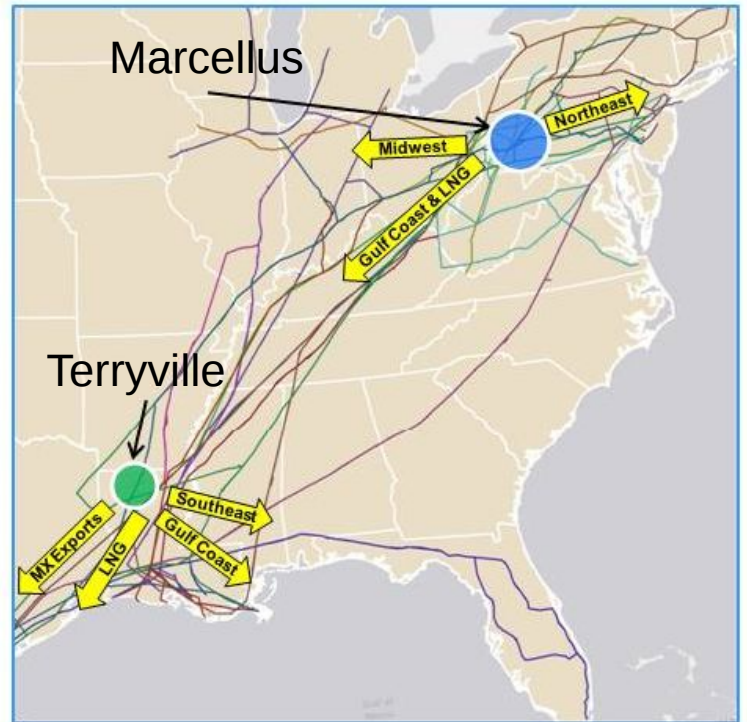 Marcellus
Northeast
Midwest
Gulf Coast & LNG
Terryville
Southeast
Gulf Coast
LNG
MX Exports